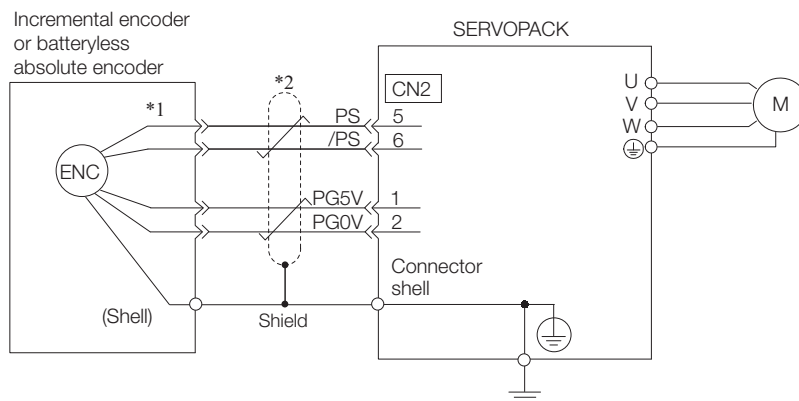 Incremental encoder
or batteryless
absolute encoder
SERVOPACK
*1
*2
CN2
ENC
PS
5
/PS
6
PG5V
1
PG0V
2
U
V
W
M
Connector
shell
(Shell)
Shield